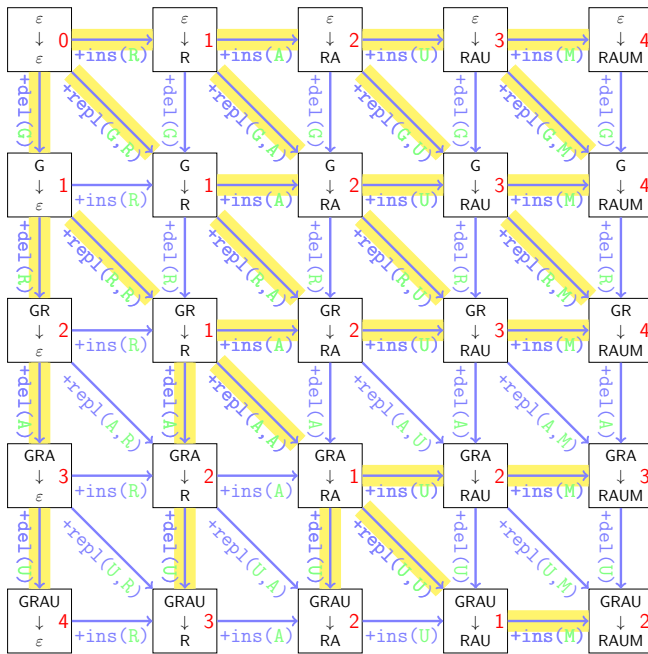 ε ε ε ε ε
↓ 0 ↓ 1 ↓ 2 ↓ 3 ↓ 4
ε +ins(R) R +ins(A) RA +ins(U) RAU +ins(M) RAUM
+del(G) +repl(G,R) +del(G) +repl(G,A) +del(G) +repl(G,U) +del(G) +repl(G,M) +del(G)
G G G G G
↓ 1 ↓ 1 ↓ 2 ↓ 3 ↓ 4
ε +ins(R) R +ins(A) RA +ins(U) RAU +ins(M) RAUM
+del(R) +repl(R,R) +del(R) +repl(R,A) +del(R) +repl(R,U) +del(R) +repl(R,M) +del(R)
GR GR GR GR GR
↓ 2 ↓ 1 ↓ 2 ↓ 3 ↓ 4
ε +ins(R) R +ins(A) RA +ins(U) RAU +ins(M) RAUM
+del(A) +repl(A,R) +del(A) +repl(A,A) +del(A) +repl(A,U) +del(A) +repl(A,M) +del(A)
GRA GRA GRA GRA GRA
↓ 3 ↓ 2 ↓ 1 ↓ 2 ↓ 3
ε +ins(R) R +ins(A) RA +ins(U) RAU +ins(M) RAUM
+del(U) +repl(U,R) +del(U) +repl(U,A) +del(U) +repl(U,U) +del(U) +repl(U,M) +del(U)
GRAU GRAU GRAU GRAU GRAU
↓ 4 ↓ 3 ↓ 2 ↓ 1 ↓ 2
ε +ins(R) R +ins(A) RA +ins(U) RAU +ins(M) RAUM